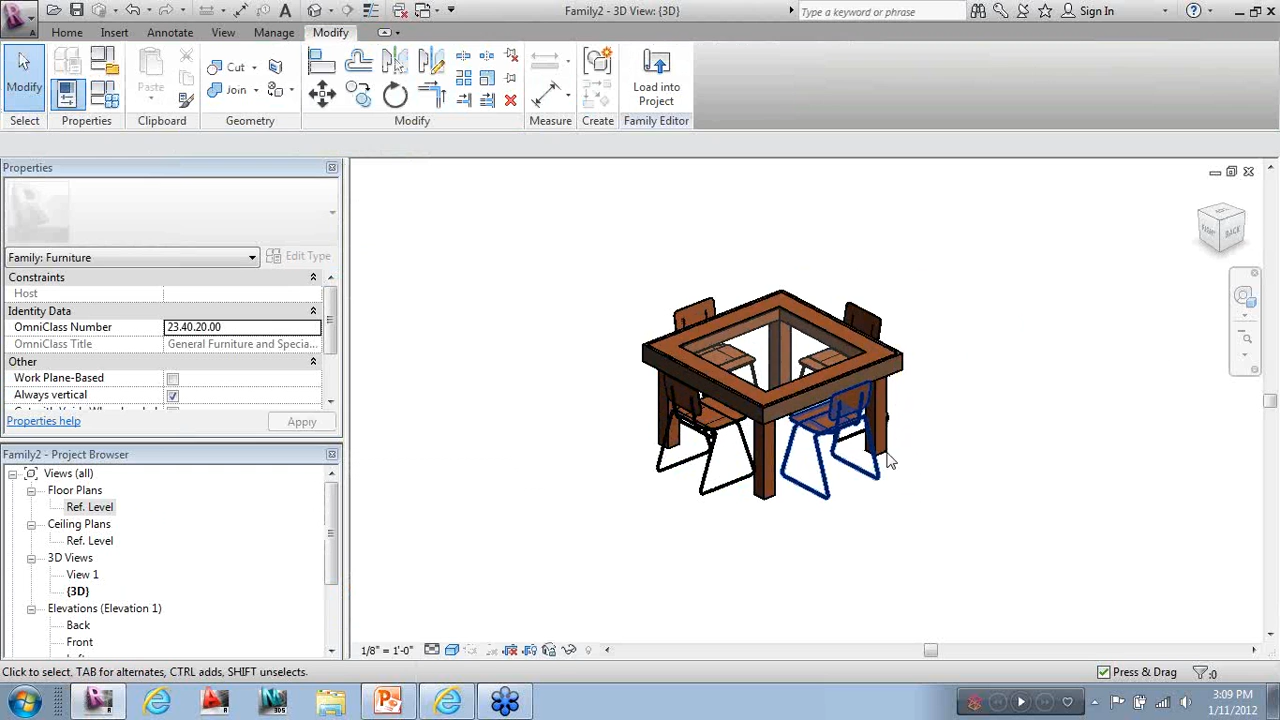 Family2 - 3D View: {3D}
Type a keyword or phrase
Sign In
Home Insert Annotate View Manage Modify
Modify
Paste
Cut
Join
Load into
Project
Select Properties Clipboard Geometry Modify Measure Create Family Editor
Properties
Family: Furniture
Edit Type
Constraints
Host
Identity Data
OmniClass Number 23.40.20.00
OmniClass Title General Furniture and Specia...
Other
Work Plane-Based
Always vertical
Properties help
Apply
Family2 - Project Browser
Views (all)
Floor Plans
Ref. Level
Ceiling Plans
Ref. Level
3D Views
View 1
{3D}
Elevations (Elevation 1)
Back
Front
RIGHT
BACK
1/8" = 1'-0"
Click to select, TAB for alternates, CTRL adds, SHIFT unselects.
Press & Drag
:0
3:09 PM
1/11/2012